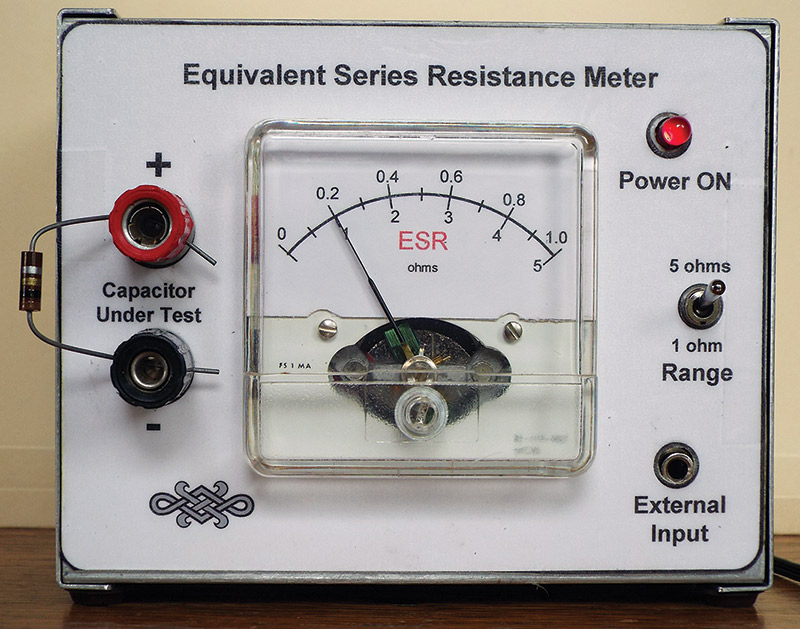 Equivalent Series Resistance Meter
Power ON
+
Capacitor
Under Test
-
0 0.2 0.4 0.6 0.8 1.0
1 2 3 4 5
ESR
ohms
FS 1 MA
5 ohms
1 ohm
Range
External
Input